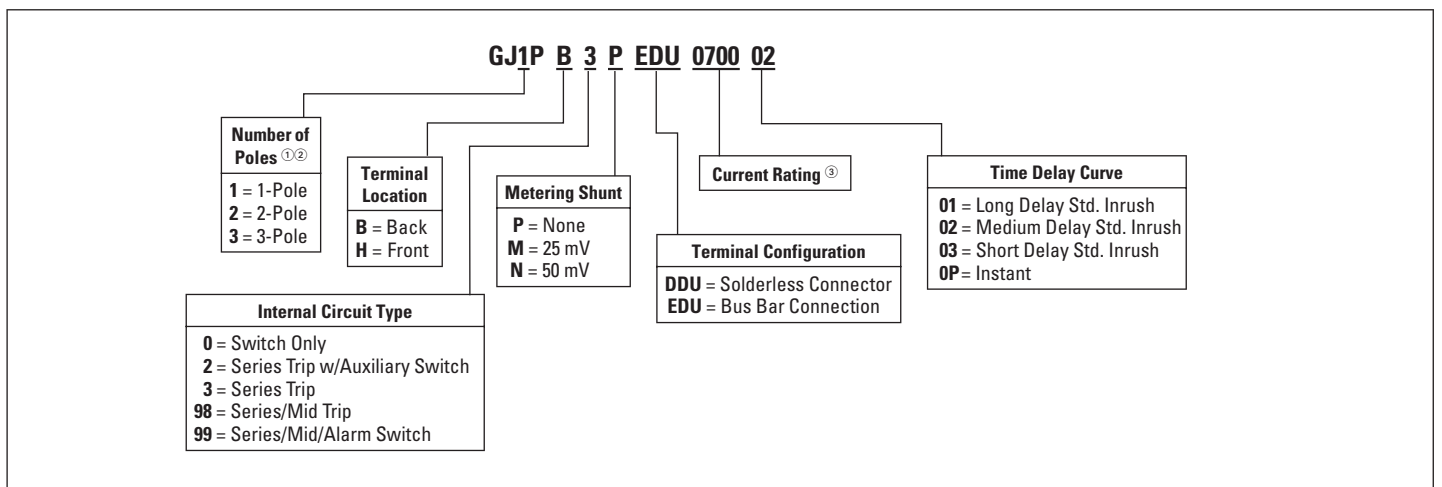 GJ1P B 3 P EDU 0700 02
Number of
Poles ①②
1 = 1-Pole
2 = 2-Pole
3 = 3-Pole
Terminal
Location
B = Back
H = Front
Internal Circuit Type
0 = Switch Only
2 = Series Trip w/Auxiliary Switch
3 = Series Trip
98 = Series/Mid Trip
99 = Series/Mid/Alarm Switch
Metering Shunt
P = None
M = 25 mV
N = 50 mV
Terminal Configuration
DDU = Solderless Connector
EDU = Bus Bar Connection
Current Rating ③
Time Delay Curve
01 = Long Delay Std. Inrush
02 = Medium Delay Std. Inrush
03 = Short Delay Std. Inrush
0P= Instant